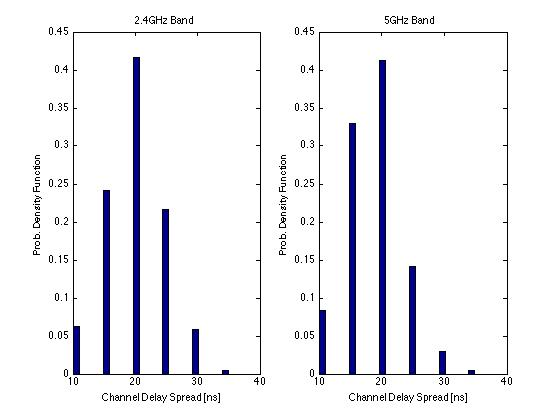 2.4GHz Band
0.45
0.4
0.35
0.3
0.25
0.2
0.15
0.1
0.05
0
Prob. Density Function
10 20 30 40
Channel Delay Spread [ns]
5GHz Band
0.45
0.4
0.35
0.3
0.25
0.2
0.15
0.1
0.05
0
Prob. Density Function
10 20 30 40
Channel Delay Spread [ns]